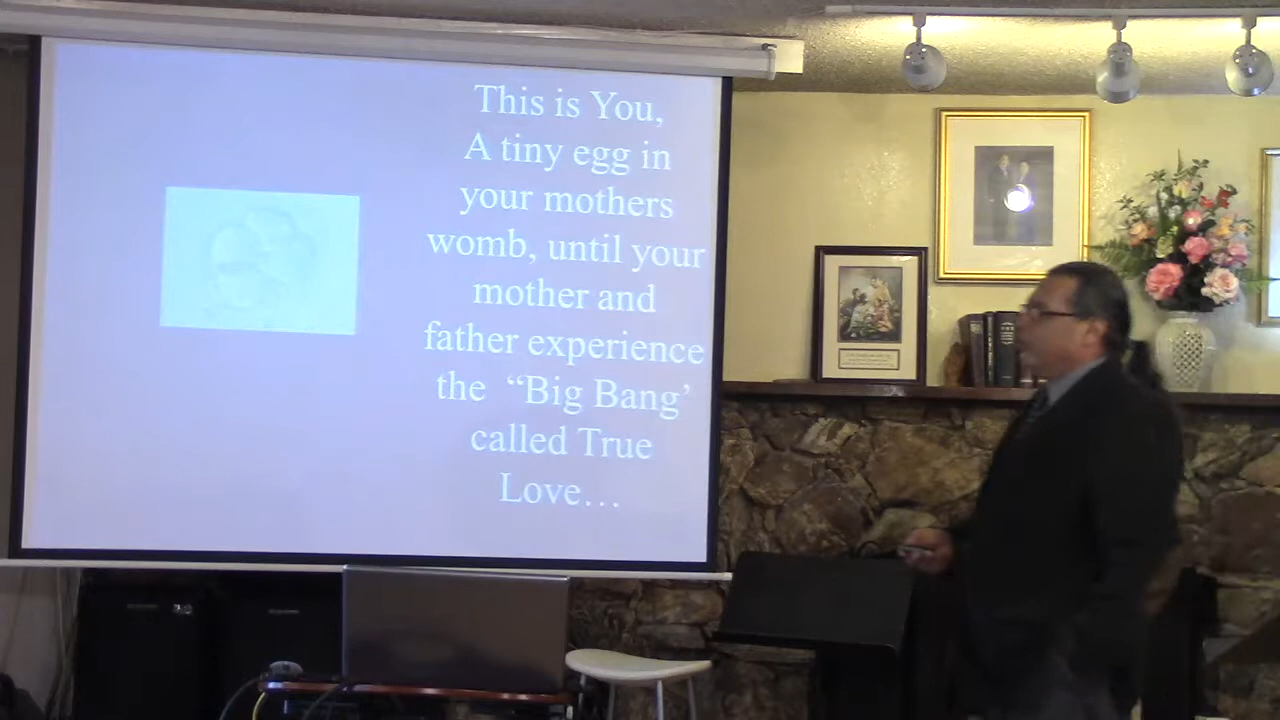 This is You,
A tiny egg in
your mothers
womb, until your
mother and
father experience
the “Big Bang’
called True
Love…